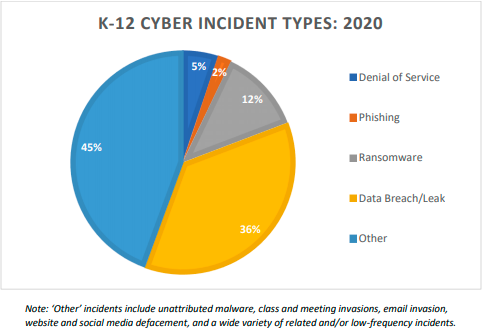 K-12 CYBER INCIDENT TYPES: 2020
5%
2%
12%
36%
45%
Denial of Service
Phishing
Ransomware
Data Breach/Leak
Other
Note: 'Other' incidents include unattributed malware, class and meeting invasions, email invasion,
website and social media defacement, and a wide variety of related and/or low-frequency incidents.